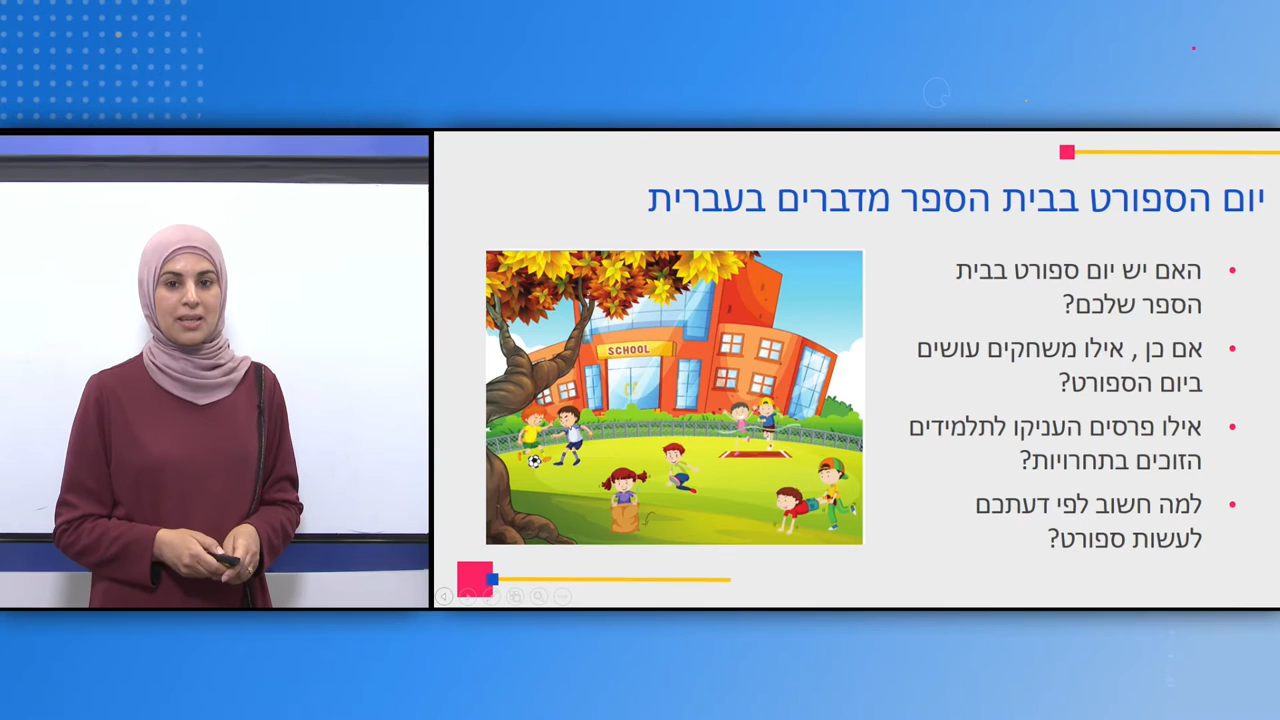 יום הספורט בבית הספר מדברים בעברית
האם יש יום ספורט בבית
הספר שלכם?
אם כן , אילו משחקים עושים
ביום הספורט?
אילו פרסים העניקו לתלמידים
הזוכים בתחרויות?
למה חשוב לפי דעתכם
לעשות ספורט?
SCHOOL